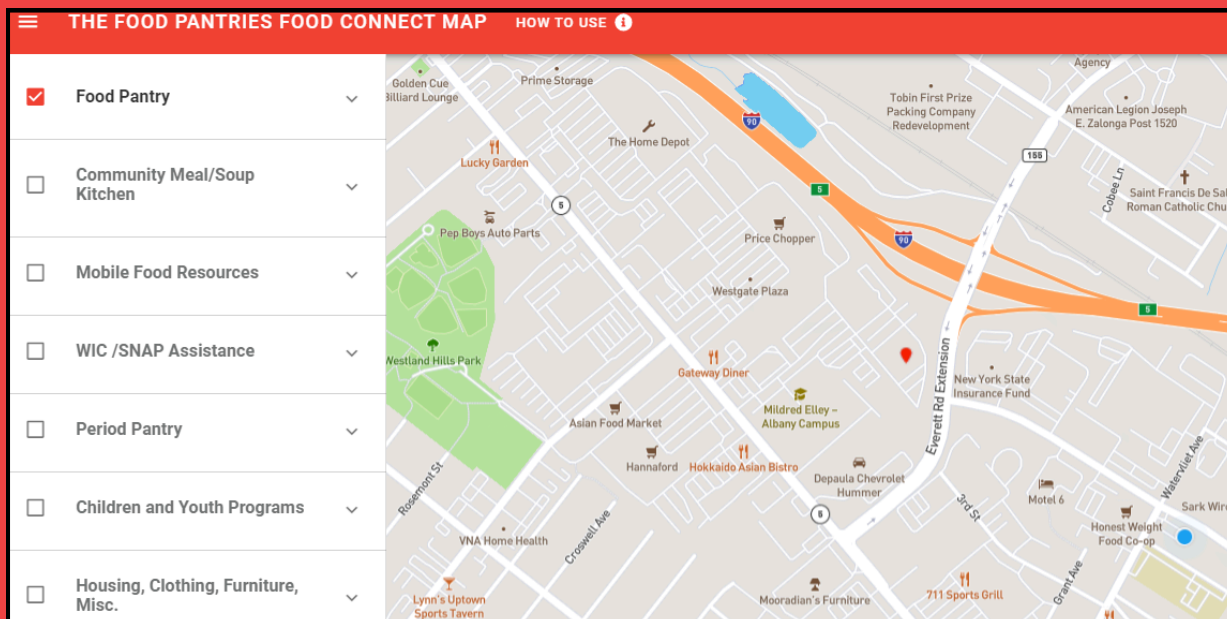 THE FOOD PANTRIES FOOD CONNECT MAP
HOW TO USE
Food Pantry
Community Meal/Soup
Kitchen
Mobile Food Resources
WIC /SNAP Assistance
Period Pantry
Children and Youth Programs
Housing, Clothing, Furniture,
Misc.
Golden Cue
Billiard Lounge
Prime Storage
Agency
90
The Home Depot
Tobin First Prize
Packing Company
Redevelopment
American Legion Joseph
E. Zalonga Post 1520
Lucky Garden
155
5
5
Cobee Ln
Saint Francis De Sal
Roman Catholic Chu
Pep Boys Auto Parts
Price Chopper
90
Westgate Plaza
5
Westland Hills Park
Gateway Diner
Everett Rd Extension
New York State
Insurance Fund
Mildred Elley –
Albany Campus
Asian Food Market
Hannaford
Hokkaido Asian Bistro
Depaula Chevrolet
Hummer
Rosemont St
Croswell Ave
5
3rd St
Motel 6
Watervliet Ave
Sark Wire
Honest Weight
Food Co-op
VNA Home Health
Grant Ave
Lynn's Uptown
Sports Tavern
Mooradian's Furniture
711 Sports Grill